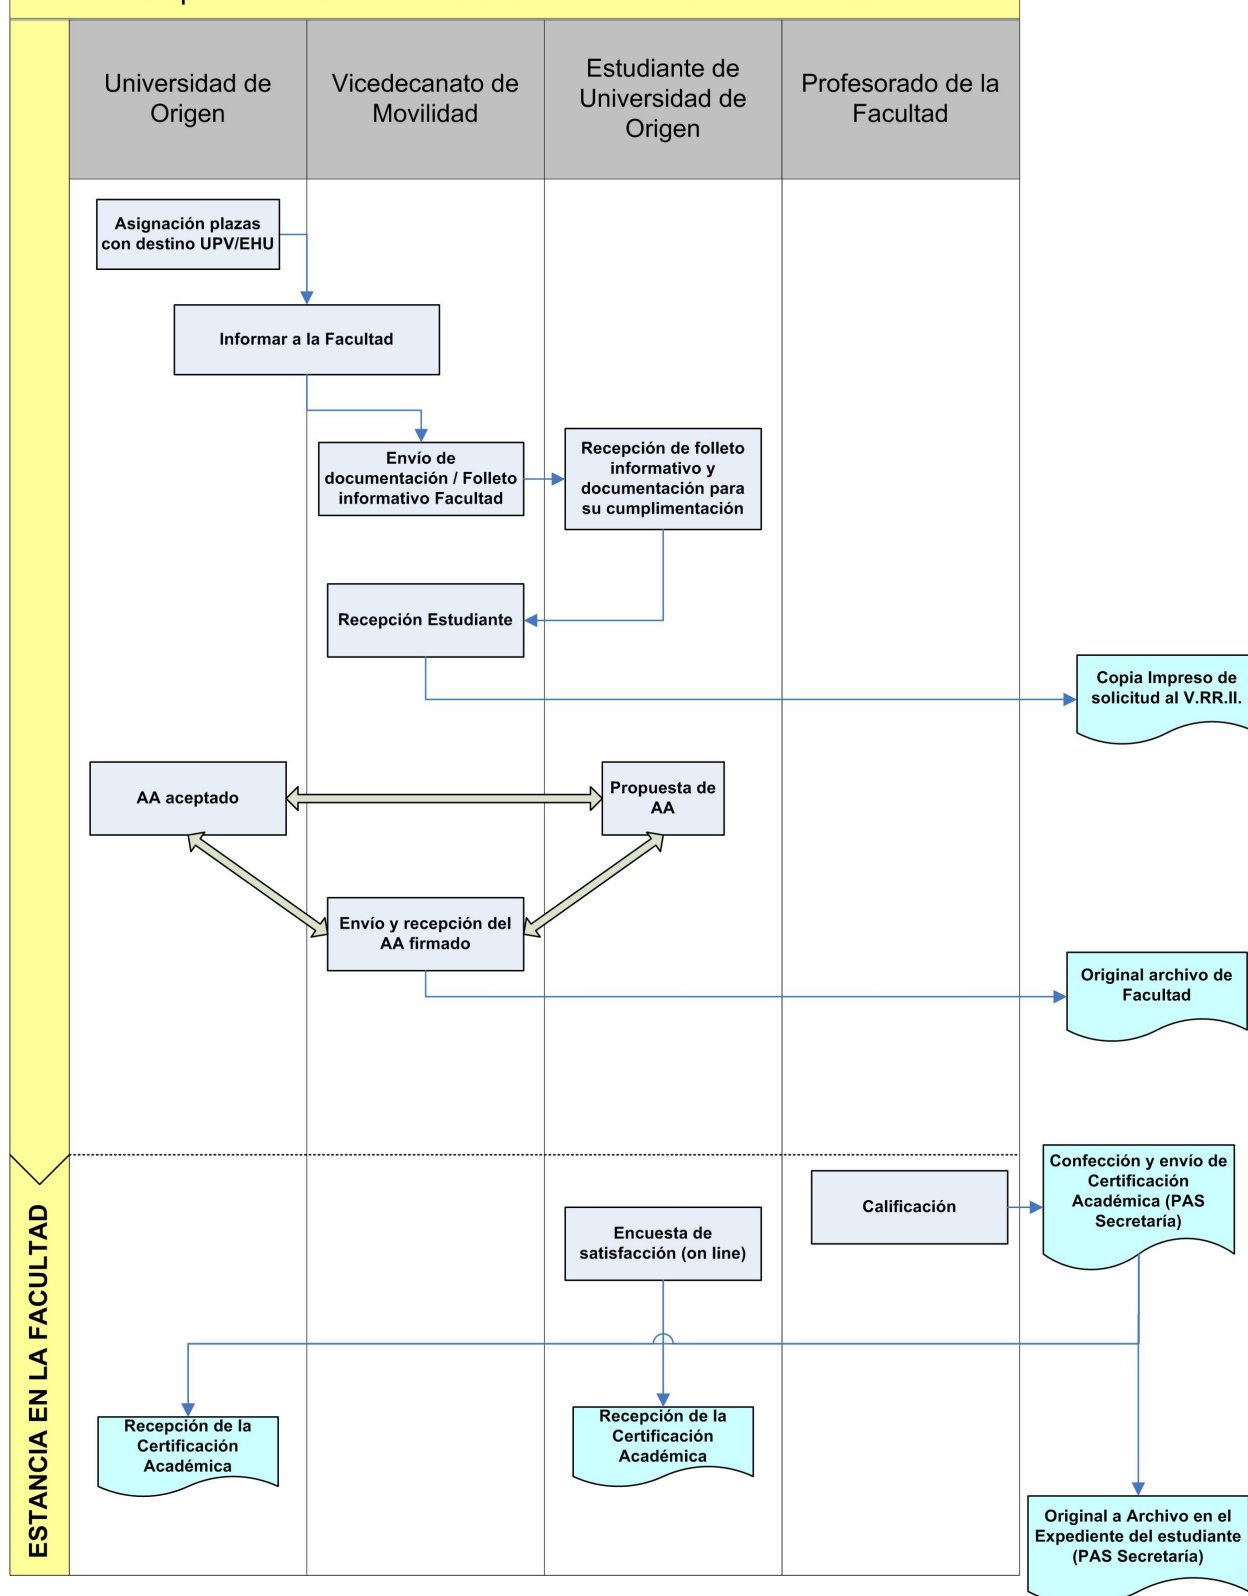 Universidad de
Origen
Vicedecanato de
Movilidad
Estudiante de
Universidad de
Origen
Profesorado de la
Facultad
Asignación plazas
con destino UPV/EHU
Informar a la Facultad
Envío de
documentación / Folleto
informativo Facultad
Recepción de folleto
informativo y
documentación para
su cumplimentación
Recepción Estudiante
Copia Impreso de
solicitud al V.RR.II.
AA aceptado
Propuesta de
AA
Envío y recepción del
AA firmado
Original archivo de
Facultad
ESTANCIA EN LA FACULTAD
Calificación
Confección y envío de
Certificación
Académica (PAS
Secretaría)
Encuesta de
satisfacción (on line)
Recepción de la
Certificación
Académica
Recepción de la
Certificación
Académica
Original a Archivo en el
Expediente del estudiante
(PAS Secretaría)